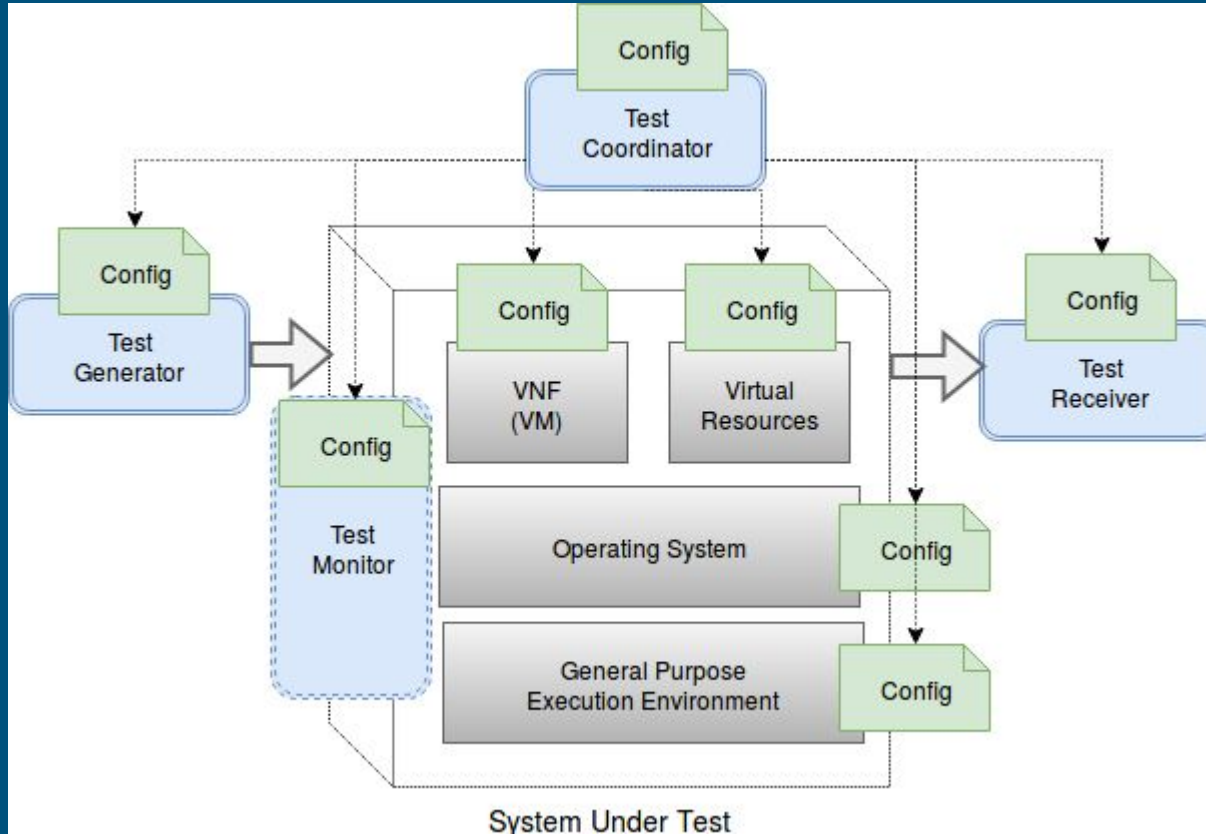 Config
Test
Coordinator
Config
Test
Generator
Config
VNF
(VM)
Config
Virtual
Resources
Config
Test
Receiver
Config
Test
Monitor
Operating System
Config
General Purpose
Execution Environment
Config
System Under Test